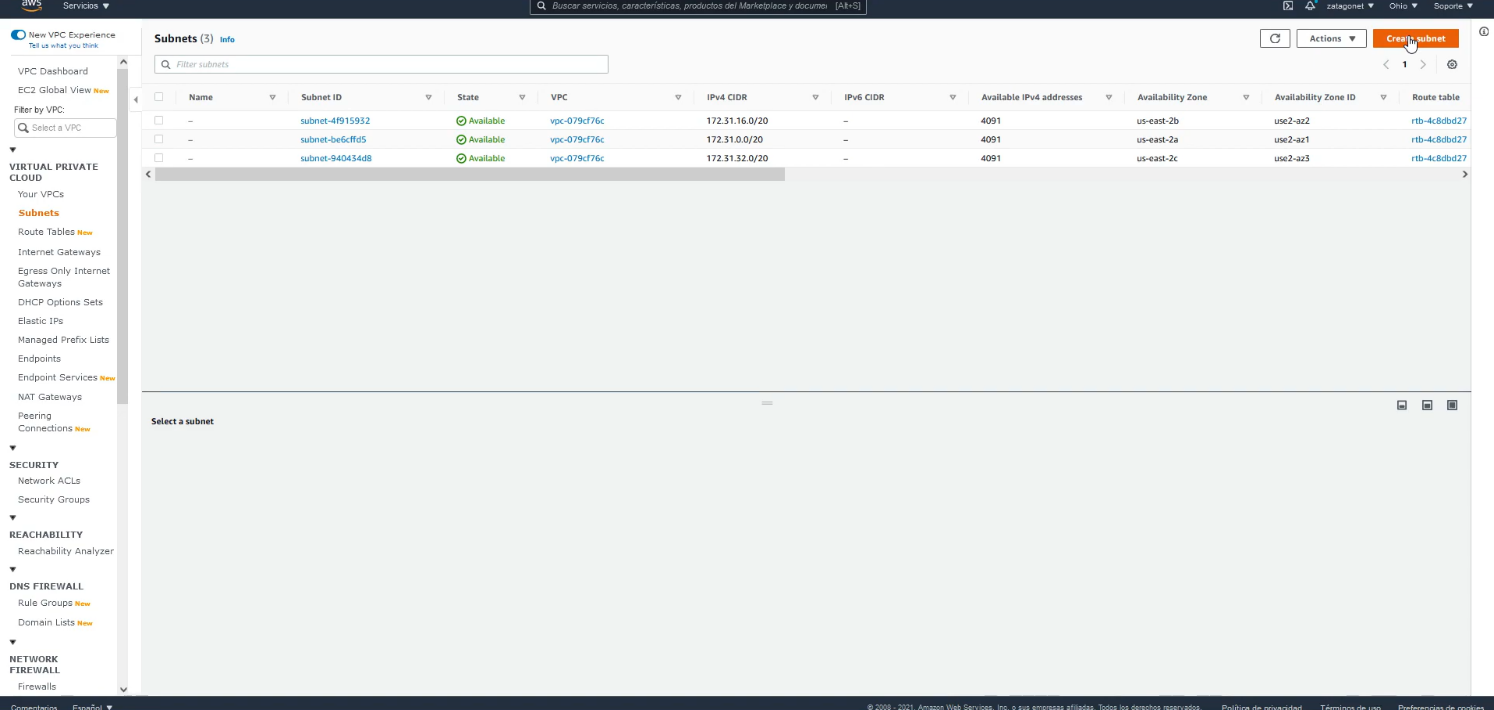 aws
Servicios ▼
Buscar servicios, características, productos del Marketplace y documen [Alt+S]
zatagonet ▼
Ohio ▼
Soporte ▼
New VPC Experience
Tell us what you think
VPC Dashboard
EC2 Global View New
Filter by VPC:
Select a VPC
VIRTUAL PRIVATE
CLOUD
Your VPCs
Subnets
Route Tables New
Internet Gateways
Egress Only Internet
Gateways
DHCP Options Sets
Elastic IPs
Managed Prefix Lists
Endpoints
Endpoint Services New
NAT Gateways
Peering
Connections New
SECURITY
Network ACLs
Security Groups
REACHABILITY
Reachability Analyzer
DNS FIREWALL
Rule Groups New
Domain Lists New
NETWORK
FIREWALL
Firewalls
Subnets (3) Info
Actions ▼
Create subnet
Filter subnets
1
Name Subnet ID State VPC IPv4 CIDR IPv6 CIDR Available IPv4 addresses Availability Zone Availability Zone ID Route table
– subnet-4f915932 Available vpc-079cf76c 172.31.16.0/20 – 4091 us-east-2b use2-az2 rtb-4c8dbd27
– subnet-be6cffd5 Available vpc-079cf76c 172.31.0.0/20 – 4091 us-east-2a use2-az1 rtb-4c8dbd27
– subnet-940434d8 Available vpc-079cf76c 172.31.32.0/20 – 4091 us-east-2c use2-az3 rtb-4c8dbd27
Select a subnet
Comentarios
Español ▼
© 2008 - 2021, Amazon Web Services, Inc. o sus empresas afiliadas. Todos los derechos reservados.
Política de privacidad
Términos de uso
Preferencias de cookies